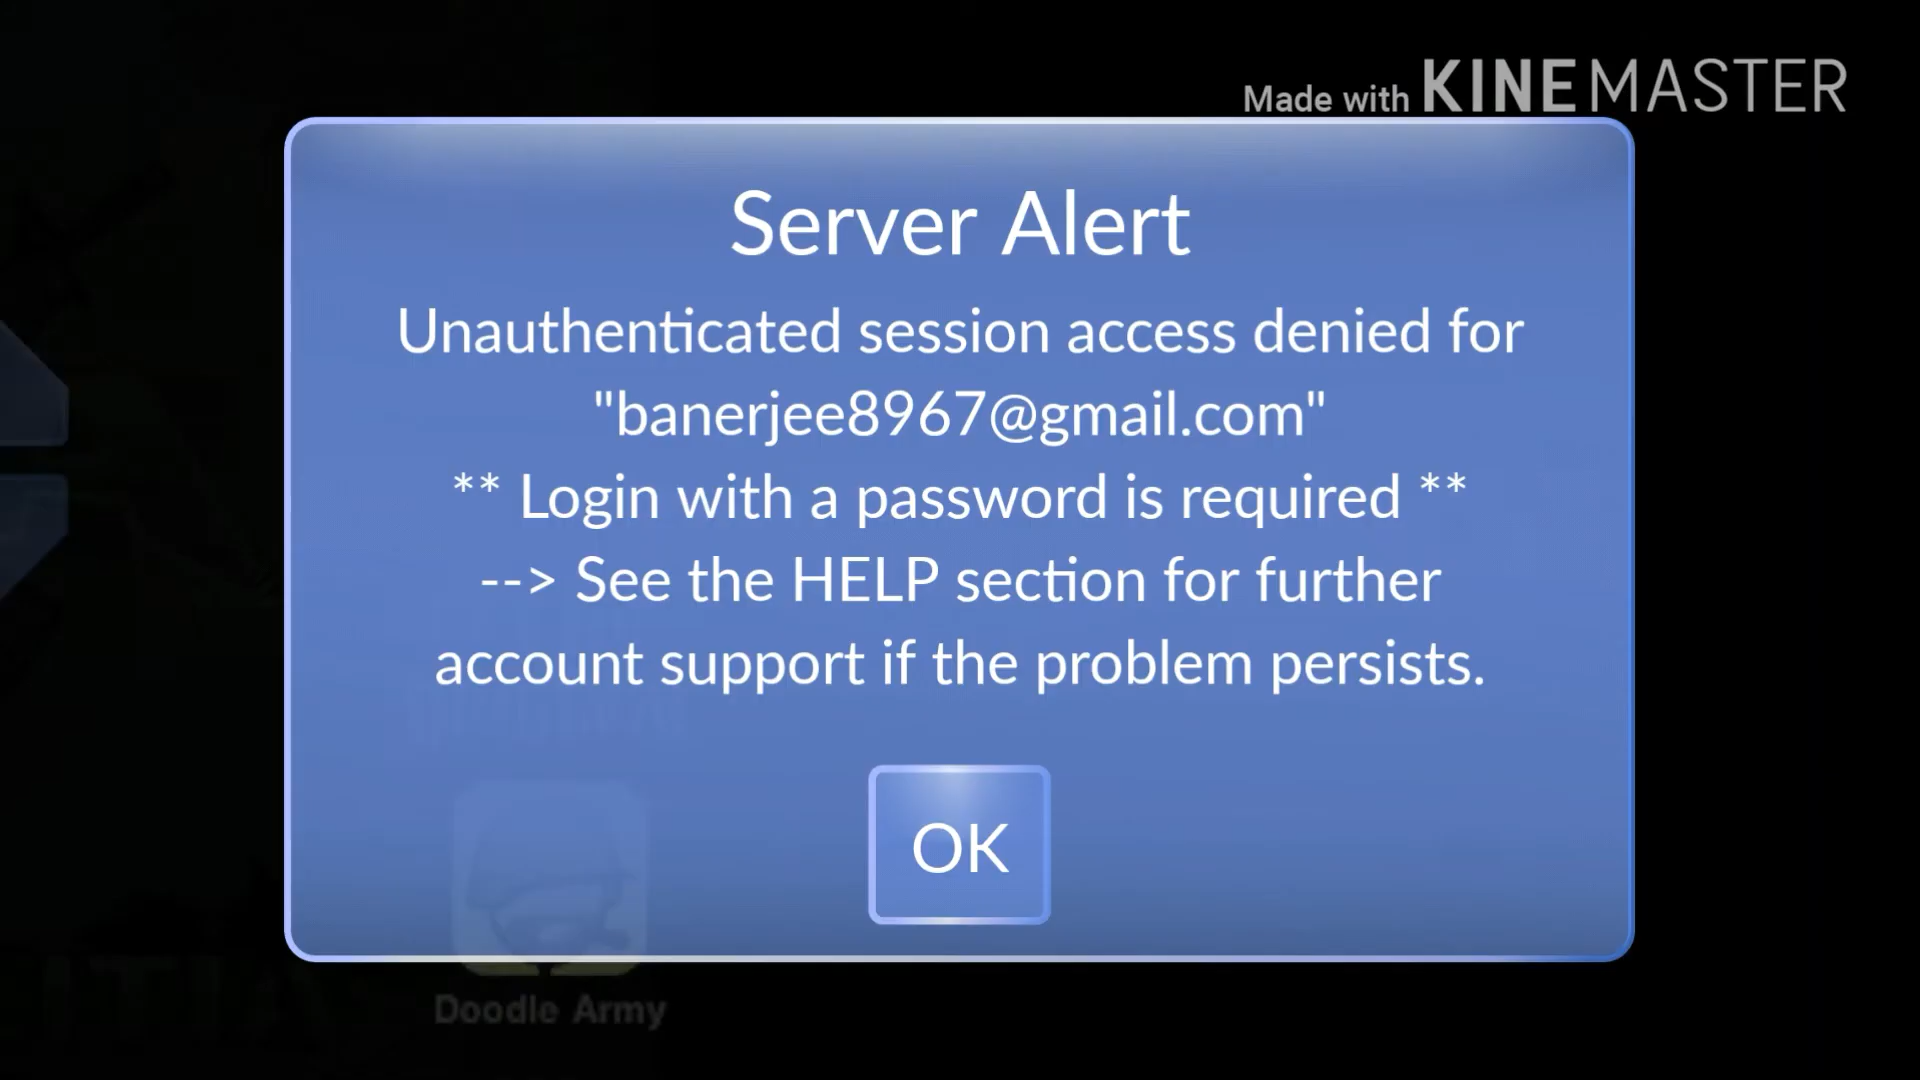 Made with KINEMASTER
Server Alert
Unauthenticated session access denied for
"banerjee8967@gmail.com"
** Login with a password is required **
--> See the HELP section for further
account support if the problem persists.
OK
Doodle Army